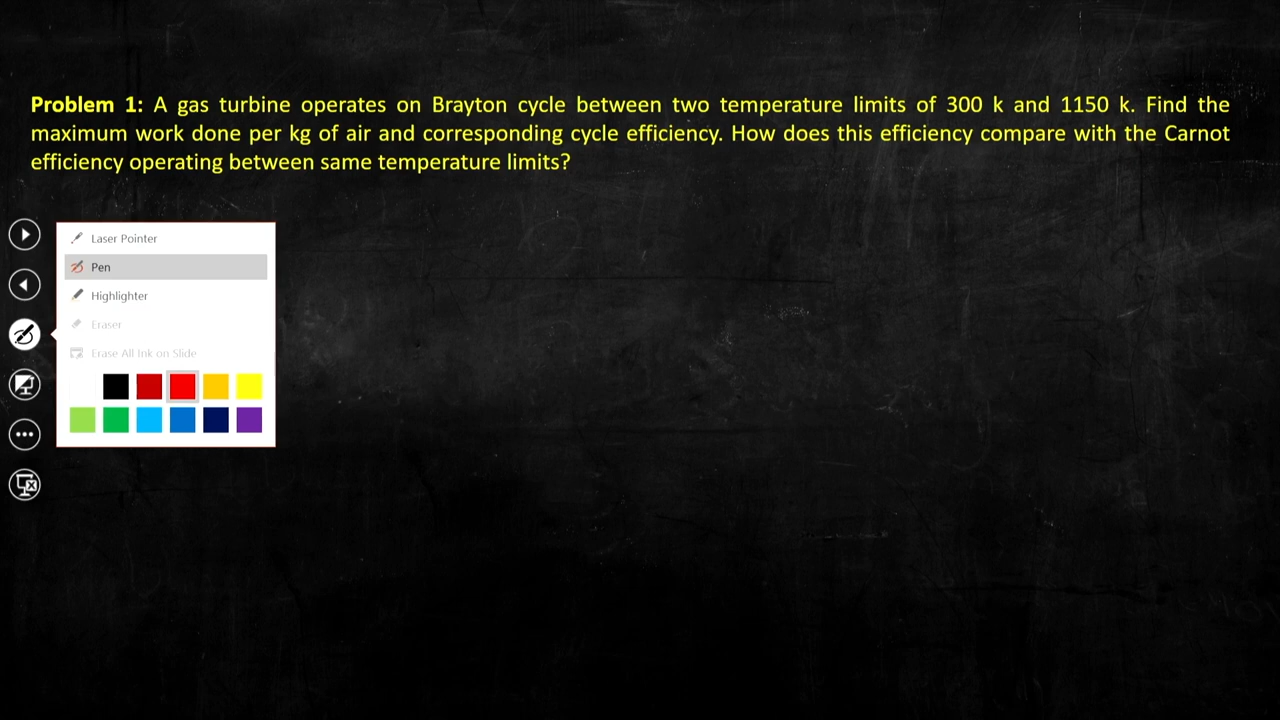 Problem 1: A gas turbine operates on Brayton cycle between two temperature limits of 300 k and 1150 k. Find the
maximum work done per kg of air and corresponding cycle efficiency. How does this efficiency compare with the Carnot
efficiency operating between same temperature limits?
Laser Pointer
Pen
Highlighter
Eraser
Erase All Ink on Slide